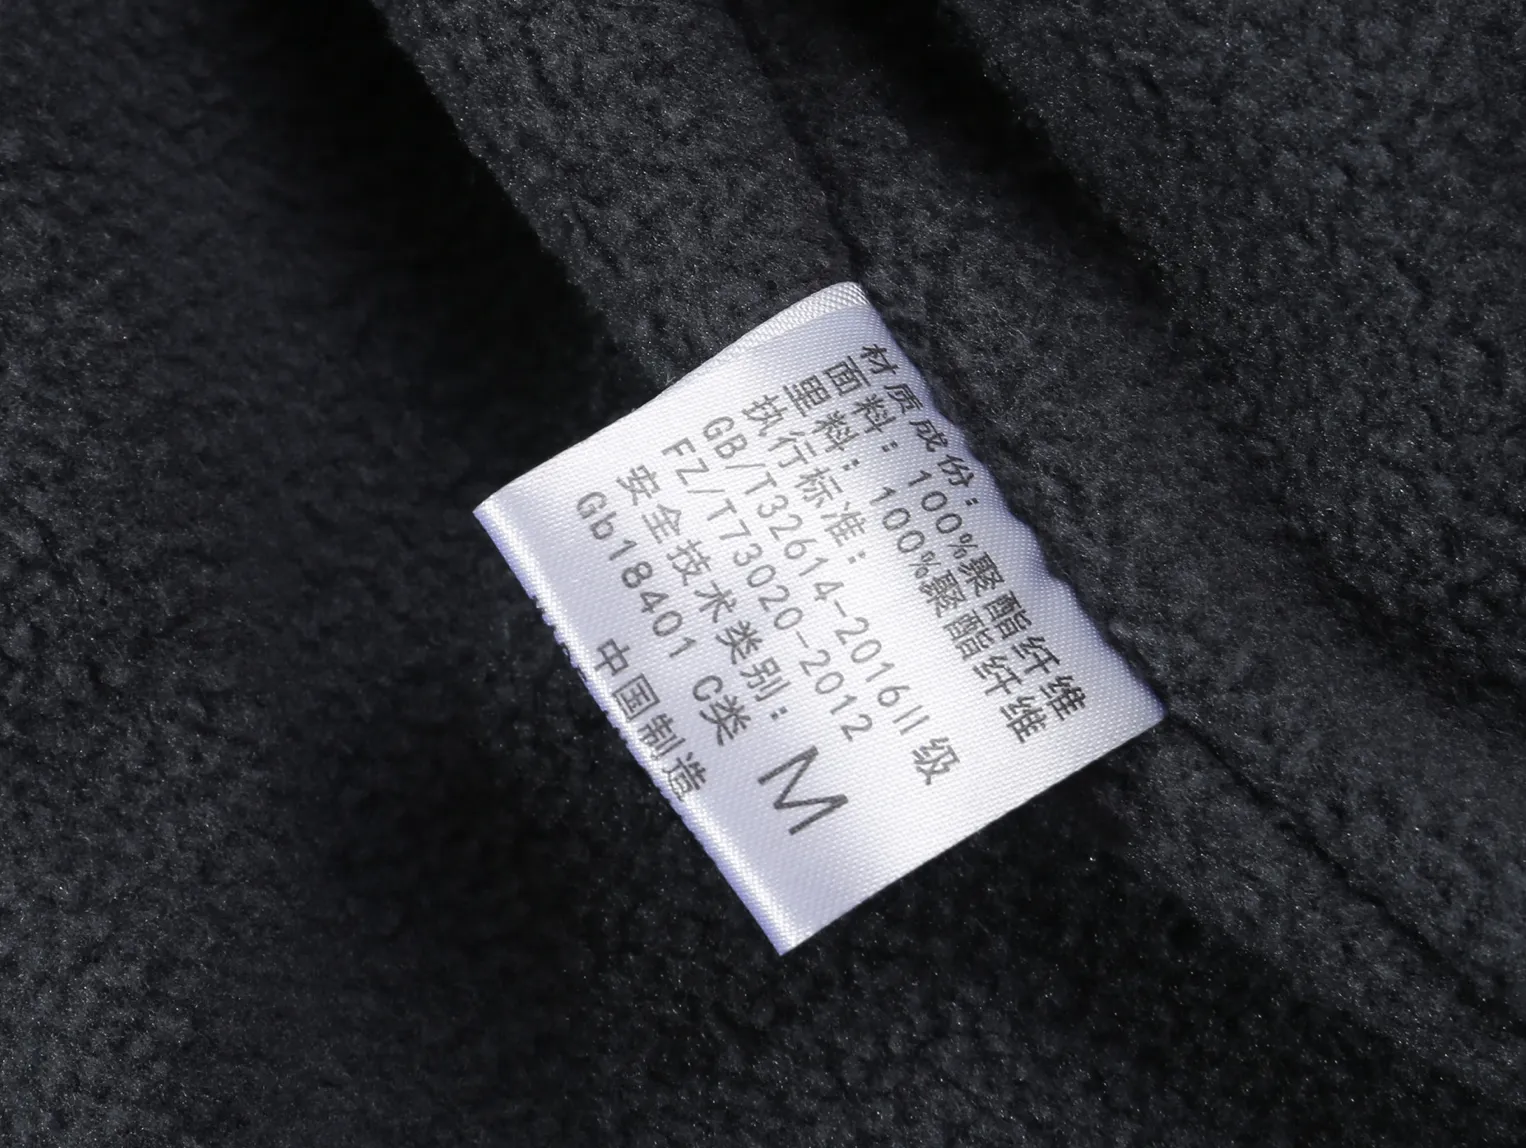 材质成份：
面料：100%聚酯纤维
里料：100%聚酯纤维
执行标准：
GB/T32614-2016II级
FZ/T73020-2012
安全技术类别：
Gb18401 C类
中国制造
M